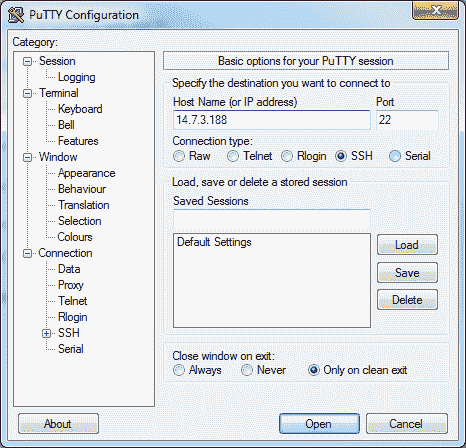 PuTTY Configuration
Category:
Session
Logging
Terminal
Keyboard
Bell
Features
Window
Appearance
Behaviour
Translation
Selection
Colours
Connection
Data
Proxy
Telnet
Rlogin
SSH
Serial
Basic options for your PuTTY session
Specify the destination you want to connect to
Host Name (or IP address) Port
14.7.3.188 22
Connection type:
Raw Telnet Rlogin SSH Serial
Load, save or delete a stored session
Saved Sessions
Default Settings
Load
Save
Delete
Close window on exit:
Always Never Only on clean exit
About Open Cancel